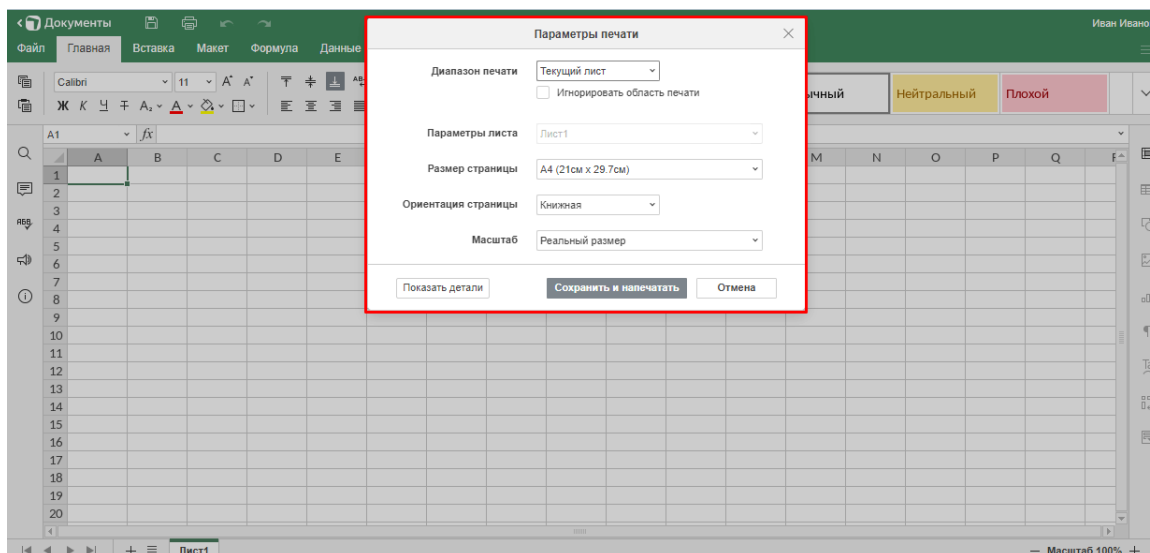 Документы
Иван Ивано
Файл Главная Вставка Макет Формула Данные
Параметры печати
Calibri 11
Ж К Ч
Диапазон печати Текущий лист
Игнорировать область печати
Параметры листа Лист1
Размер страницы A4 (21см x 29.7см)
Ориентация страницы Книжная
Масштаб Реальный размер
Показать детали Сохранить и напечатать Отмена
ычный Нейтральный Плохой
A1 fx
A B C D E M N O P Q
1
2
3
4
5
6
7
8
9
10
11
12
13
14
15
16
17
18
19
20
Лист1 Масштаб 100%